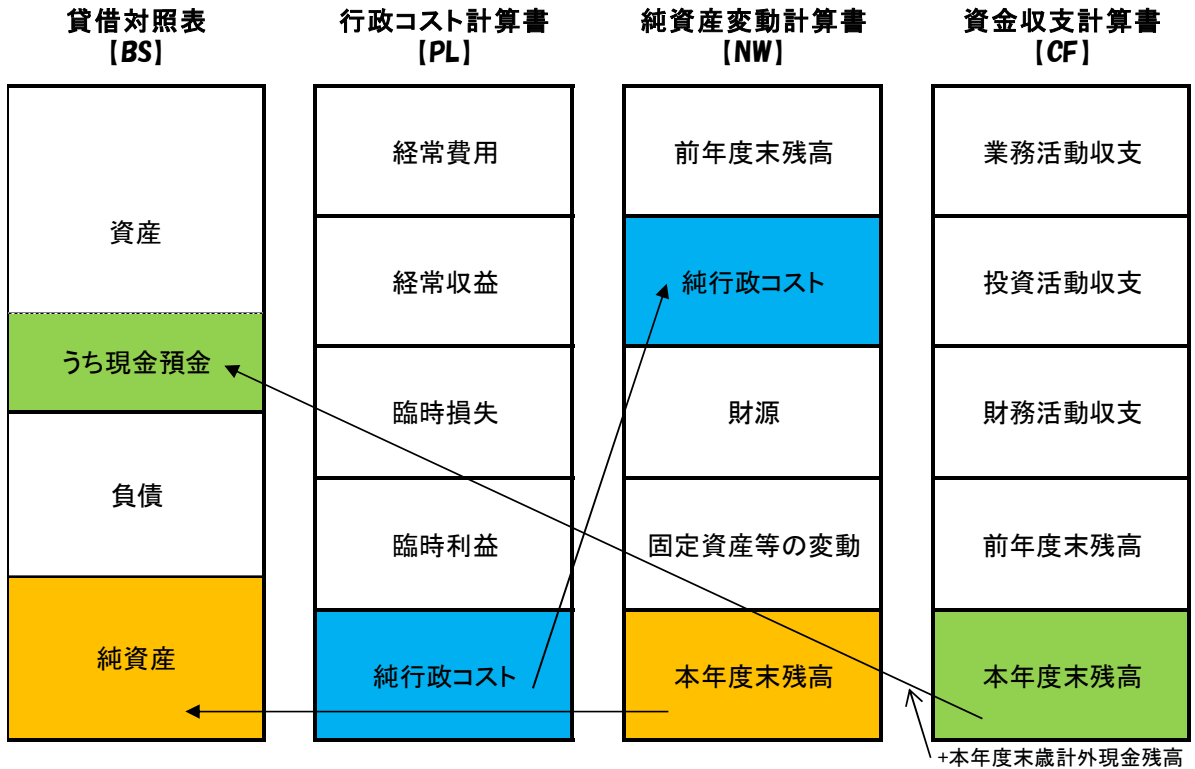 貸借対照表
【BS】
資産
うち現金預金
負債
純資産
行政コスト計算書
【PL】
経常費用
経常収益
臨時損失
臨時利益
純行政コスト
純資産変動計算書
【NW】
前年度末残高
純行政コスト
財源
固定資産等の変動
本年度末残高
資金収支計算書
【CF】
業務活動収支
投資活動収支
財務活動収支
前年度末残高
本年度末残高
+本年度末歳計外現金残高